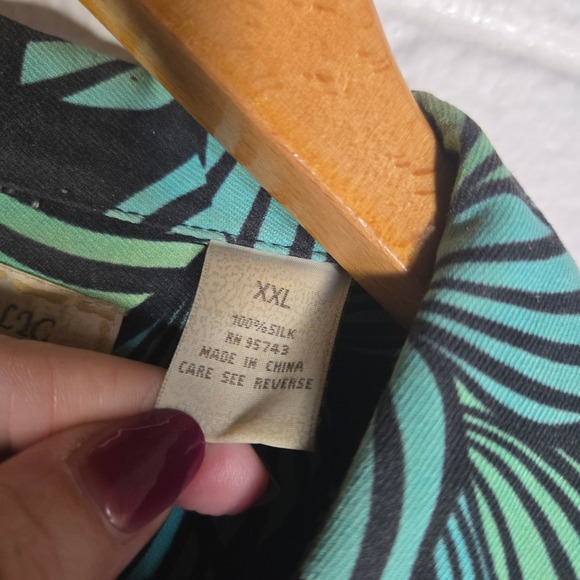 XXL
100%SILK
RN 95743
MADE IN CHINA
CARE SEE REVERSE